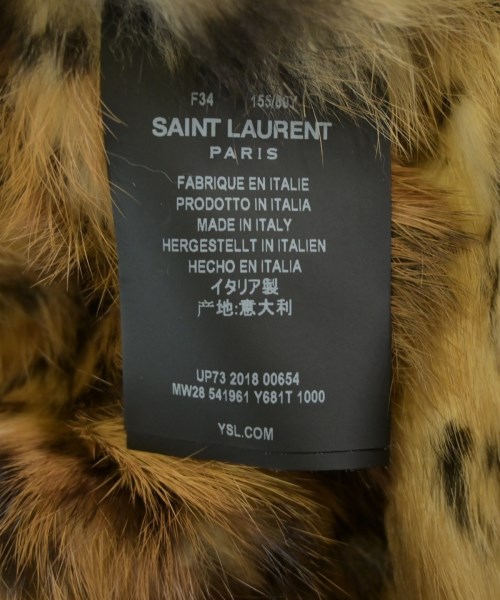 F34 155/80
SAINT LAURENT
PARIS
FABRIQUE EN ITALIE
PRODOTTO IN ITALIA
MADE IN ITALY
HERGESTELLT IN ITALIEN
HECHO EN ITALIA
イタリア製
产地:意大利
UP73 2018 00654
MW28 541961 Y681T 1000
YSL.COM